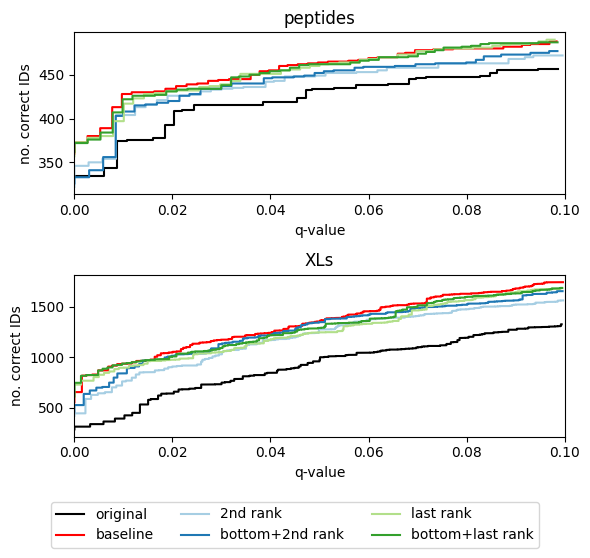 peptides
no. correct IDs
450
400
350
0.00 0.02 0.04 0.06 0.08 0.10
q-value
XLs
no. correct IDs
1500
1000
500
0.00 0.02 0.04 0.06 0.08 0.10
q-value
original 2nd rank last rank
baseline bottom+2nd rank bottom+last rank